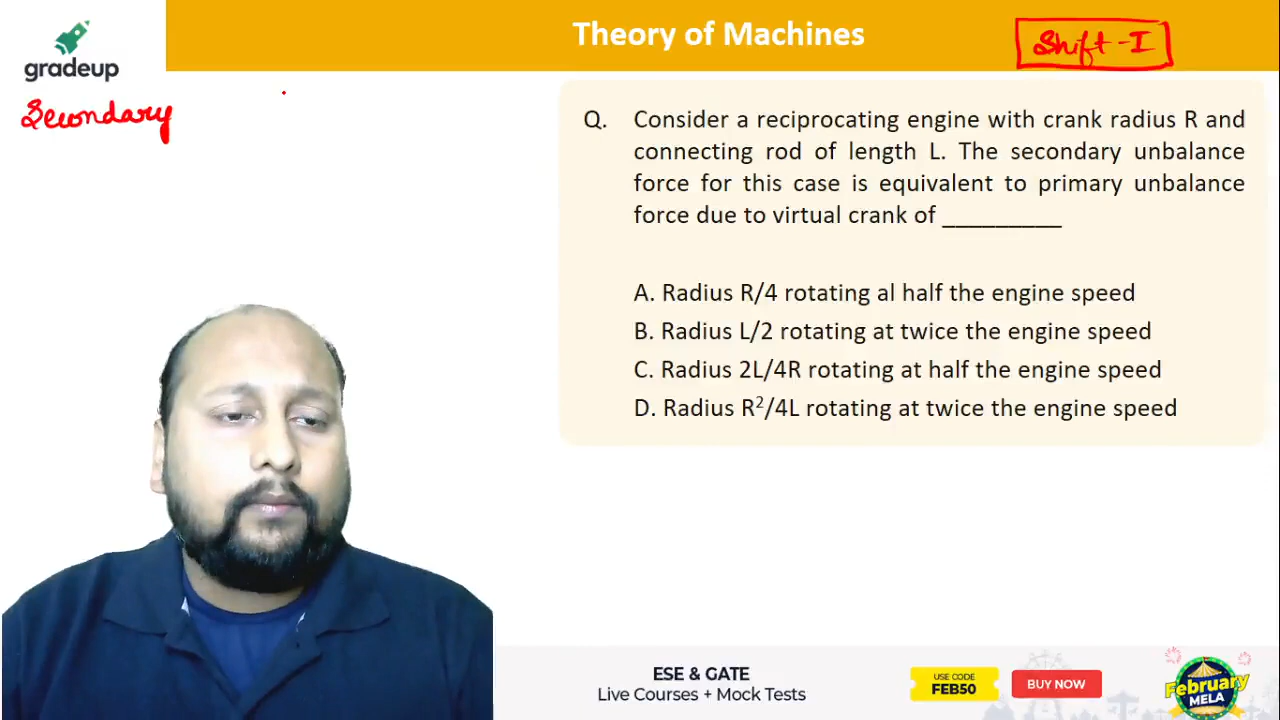 Theory of Machines
Shift-I
gradeup
Secondary
Q. Consider a reciprocating engine with crank radius R and
connecting rod of length L. The secondary unbalance
force for this case is equivalent to primary unbalance
force due to virtual crank of _________
A. Radius R/4 rotating al half the engine speed
B. Radius L/2 rotating at twice the engine speed
C. Radius 2L/4R rotating at half the engine speed
D. Radius R²/4L rotating at twice the engine speed
ESE & GATE
Live Courses + Mock Tests
USE CODE
FEB50
BUY NOW
February
MELA